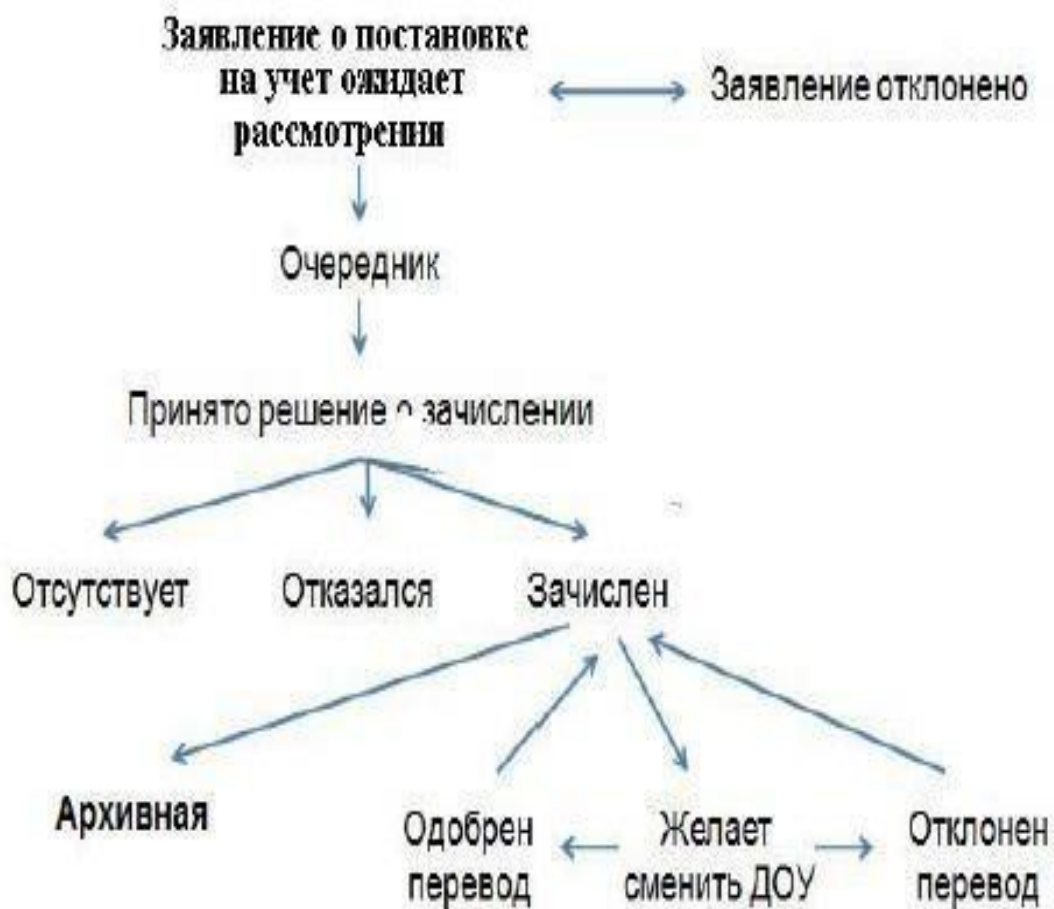 Заявление о постановке
на учет ожидает
рассмотрения
Заявление отклонено
Очередник
Принято решение о зачислении
Отсутствует
Отказался
Зачислен
Архивная
Одобрен
перевод
Желает
сменить ДОУ
Отклонен
перевод